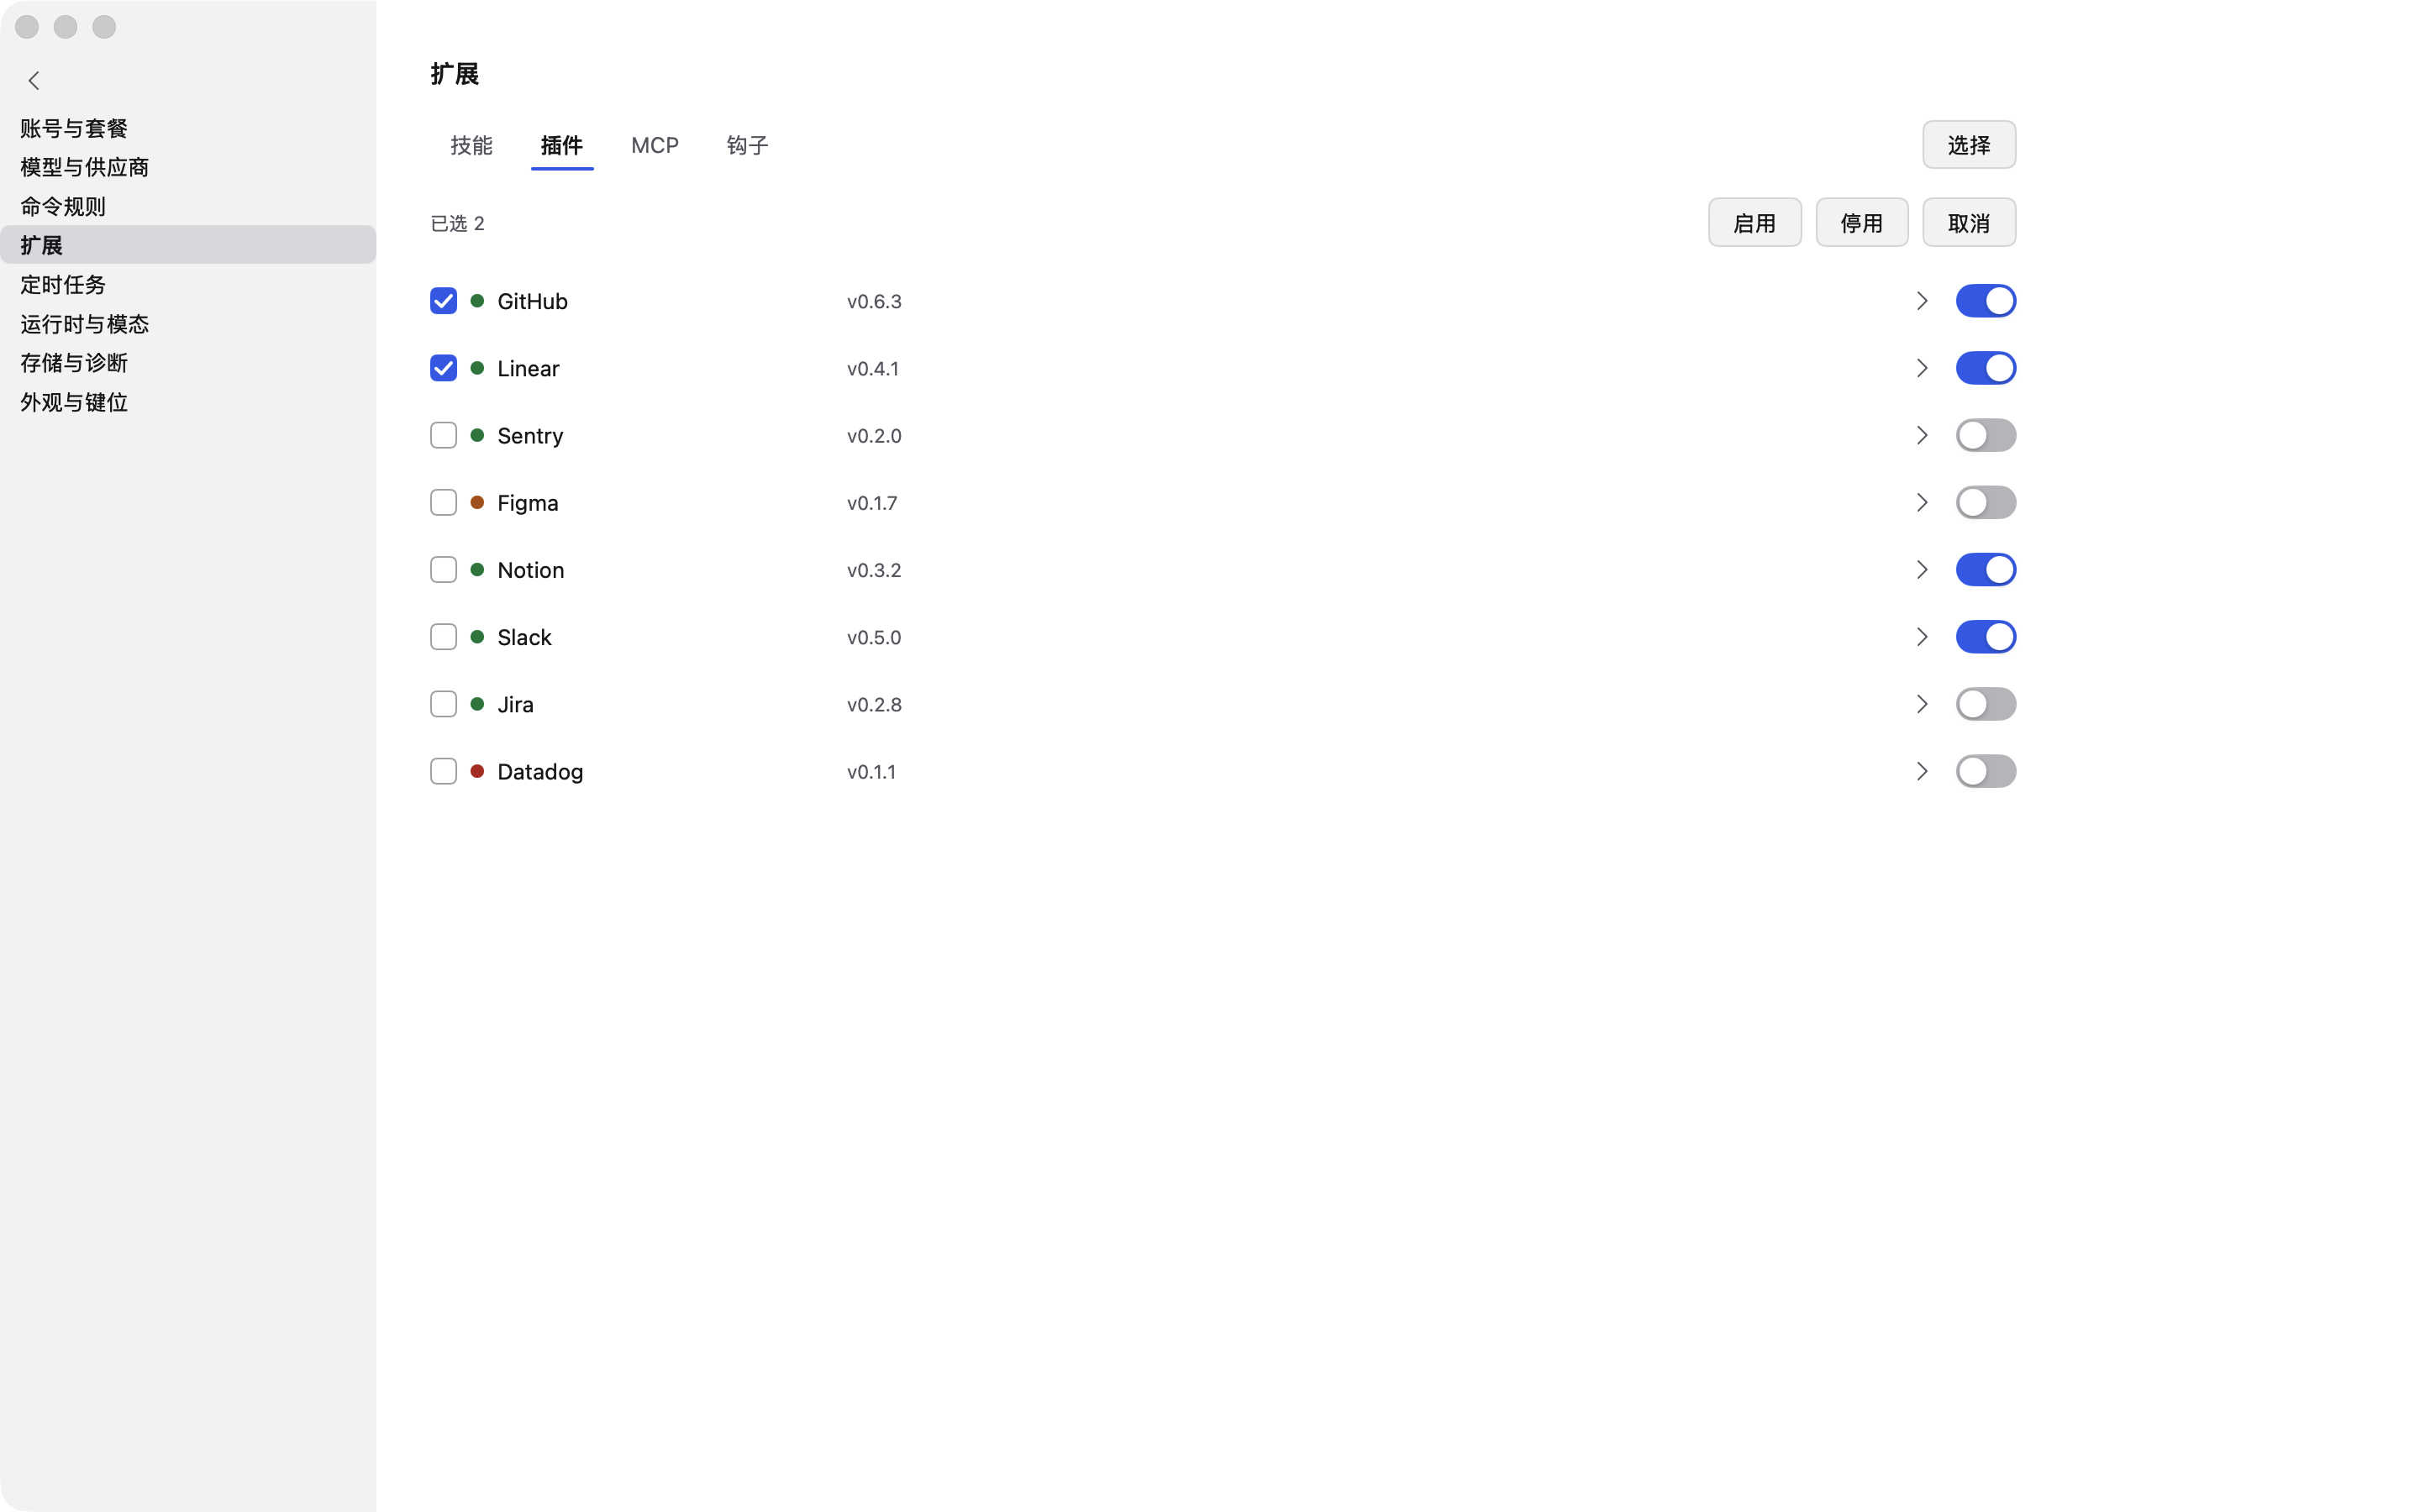 账号与套餐
模型与供应商
命令规则
扩展
定时任务
运行时与模态
存储与诊断
外观与键位
扩展
技能 插件 MCP 钩子 选择
已选 2 启用 停用 取消
GitHub v0.6.3
Linear v0.4.1
Sentry v0.2.0
Figma v0.1.7
Notion v0.3.2
Slack v0.5.0
Jira v0.2.8
Datadog v0.1.1